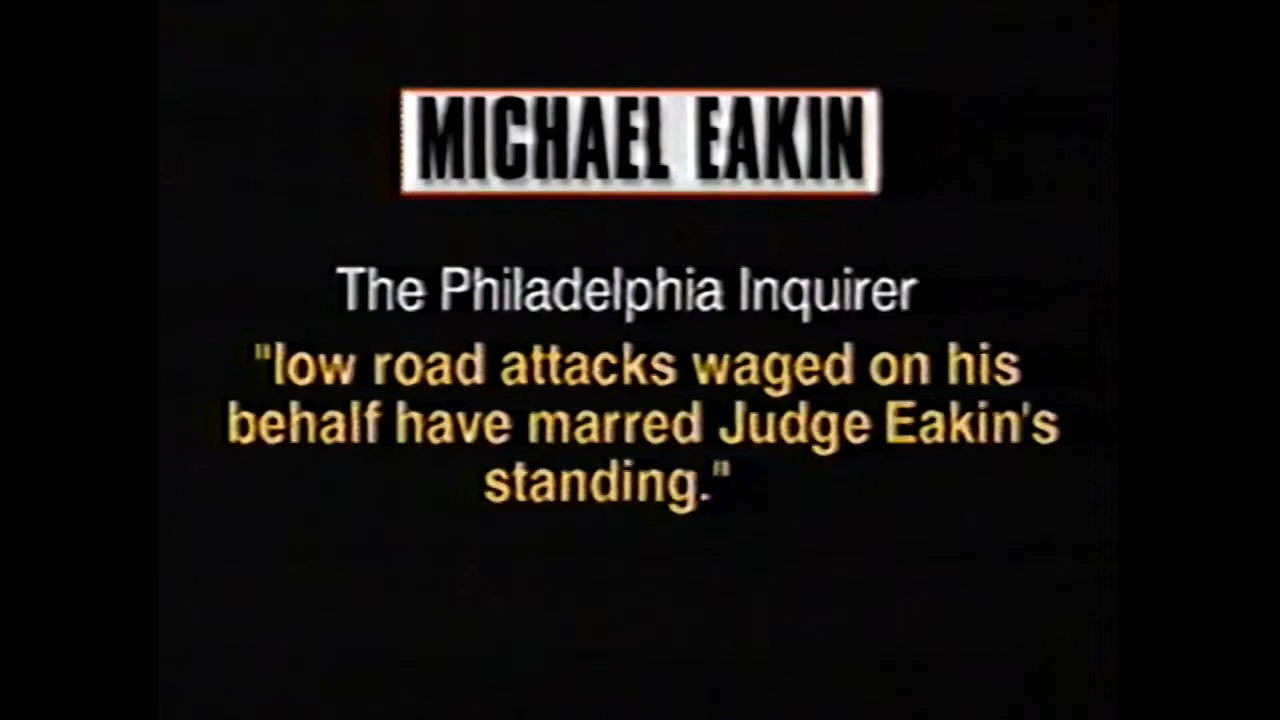 MICHAEL EAKIN
The Philadelphia Inquirer
"low road attacks waged on his
behalf have marred Judge Eakin's
standing."